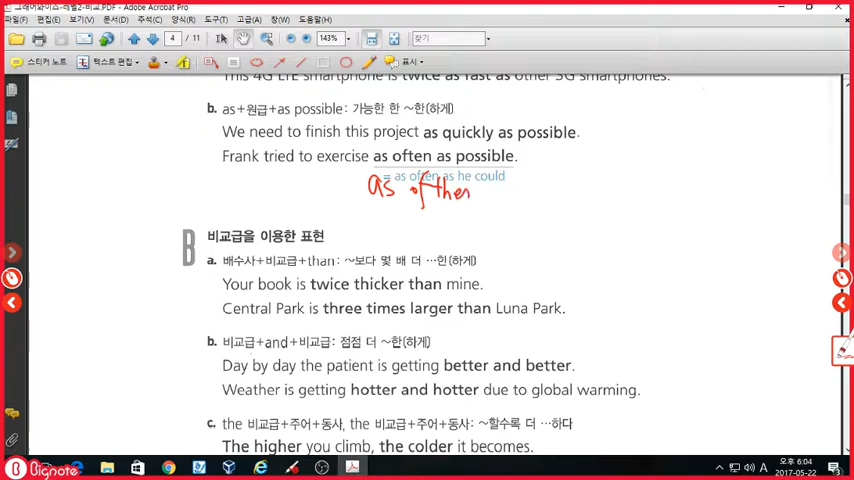 그래머와이즈-레벨2-비교.PDF - Adobe Acrobat Pro
파일(F) 편집(E) 보기(V) 문서(D) 주석(C) 양식(R) 도구(T) 고급(A) 창(W) 도움말(H)
4 / 11 143% 찾기
스티커 노트 텍스트 편집 표시
This 4G LTE smartphone is twice as fast as other 3G smartphones.
b. as+원급+as possible: 가능한 한 ~한(하게)
We need to finish this project as quickly as possible.
Frank tried to exercise as often as possible.
= as often as he could
as of then
B 비교급을 이용한 표현
a. 배수사+비교급+than: ~보다 몇 배 더 …한(하게)
Your book is twice thicker than mine.
Central Park is three times larger than Luna Park.
b. 비교급+and+비교급: 점점 더 ~한(하게)
Day by day the patient is getting better and better.
Weather is getting hotter and hotter due to global warming.
c. the 비교급+주어+동사, the 비교급+주어+동사: ~할수록 더 …하다
The higher you climb, the colder it becomes.
Bignote
A 오후 6:04
2017-05-22